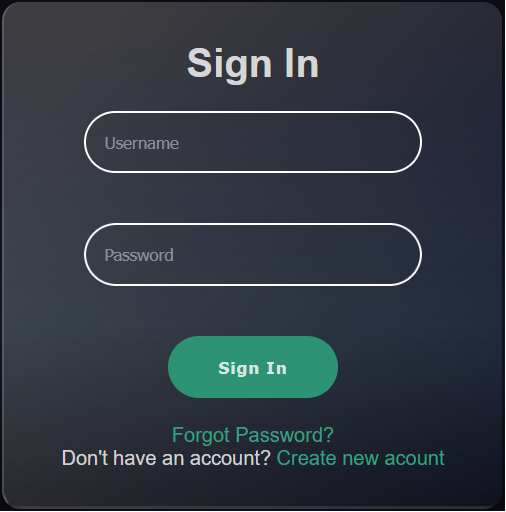 Sign In
Username
Password
Sign In
Forgot Password?
Don't have an account? Create new acount